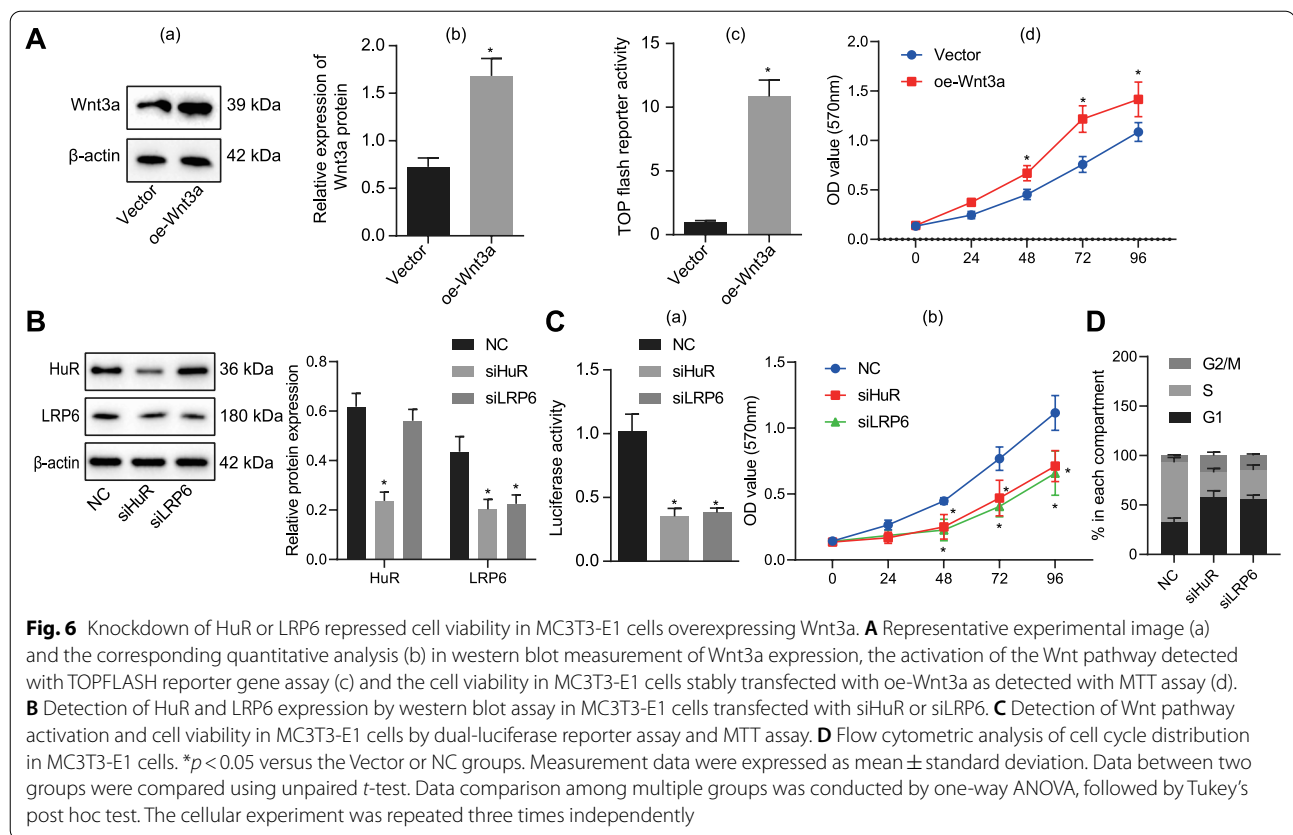 A
(a)
Wnt3a
39 kDa
β-actin
42 kDa
Vector
oe-Wnt3a
(b)
Relative expression of
Wnt3a protein
2.0
1.5
1.0
0.5
0.0
*
Vector
oe-Wnt3a
(c)
TOP flash reporter activity
15
10
5
0
*
Vector
oe-Wnt3a
(d)
Vector
oe-Wnt3a
OD value (570nm)
2.0
1.5
1.0
0.5
0.0
*
*
*
0 24 48 72 96
B
HuR
36 kDa
LRP6
180 kDa
β-actin
42 kDa
NC
siHuR
siLRP6
NC
siHuR
siLRP6
Relative protein expression
0.8
0.6
0.4
0.2
0.0
*
* *
HuR LRP6
C
(a)
NC
siHuR
siLRP6
Luciferase activity
1.5
1.0
0.5
0.0
* *
(b)
NC
siHuR
siLRP6
OD value (570nm)
1.5
1.0
0.5
0.0
* * *
* * *
0 24 48 72 96
D
G2/M
S
G1
% in each compartment
200
150
100
50
0
NC
siHuR
siLRP6
Fig. 6 Knockdown of HuR or LRP6 repressed cell viability in MC3T3-E1 cells overexpressing Wnt3a. A Representative experimental image (a)
and the corresponding quantitative analysis (b) in western blot measurement of Wnt3a expression, the activation of the Wnt pathway detected
with TOPFLASH reporter gene assay (c) and the cell viability in MC3T3-E1 cells stably transfected with oe-Wnt3a as detected with MTT assay (d).
B Detection of HuR and LRP6 expression by western blot assay in MC3T3-E1 cells transfected with siHuR or siLRP6. C Detection of Wnt pathway
activation and cell viability in MC3T3-E1 cells by dual-luciferase reporter assay and MTT assay. D Flow cytometric analysis of cell cycle distribution
in MC3T3-E1 cells. *p < 0.05 versus the Vector or NC groups. Measurement data were expressed as mean ± standard deviation. Data between two
groups were compared using unpaired t-test. Data comparison among multiple groups was conducted by one-way ANOVA, followed by Tukey's
post hoc test. The cellular experiment was repeated three times independently